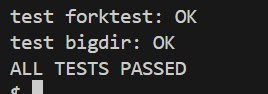 test forktest: OK
test bigdir: OK
ALL TESTS PASSED
$